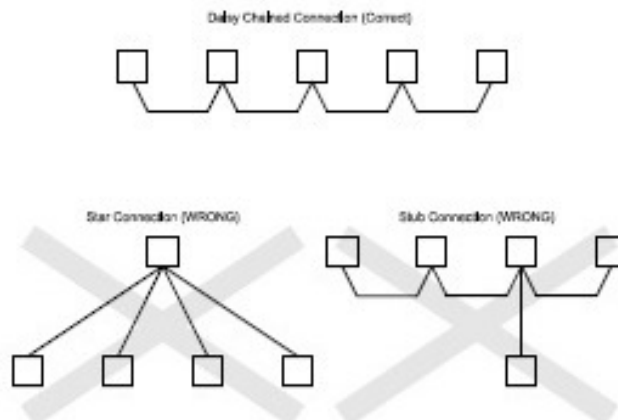 Daisy Chained Connection (Correct)
Star Connection (WRONG)
Stub Connection (WRONG)